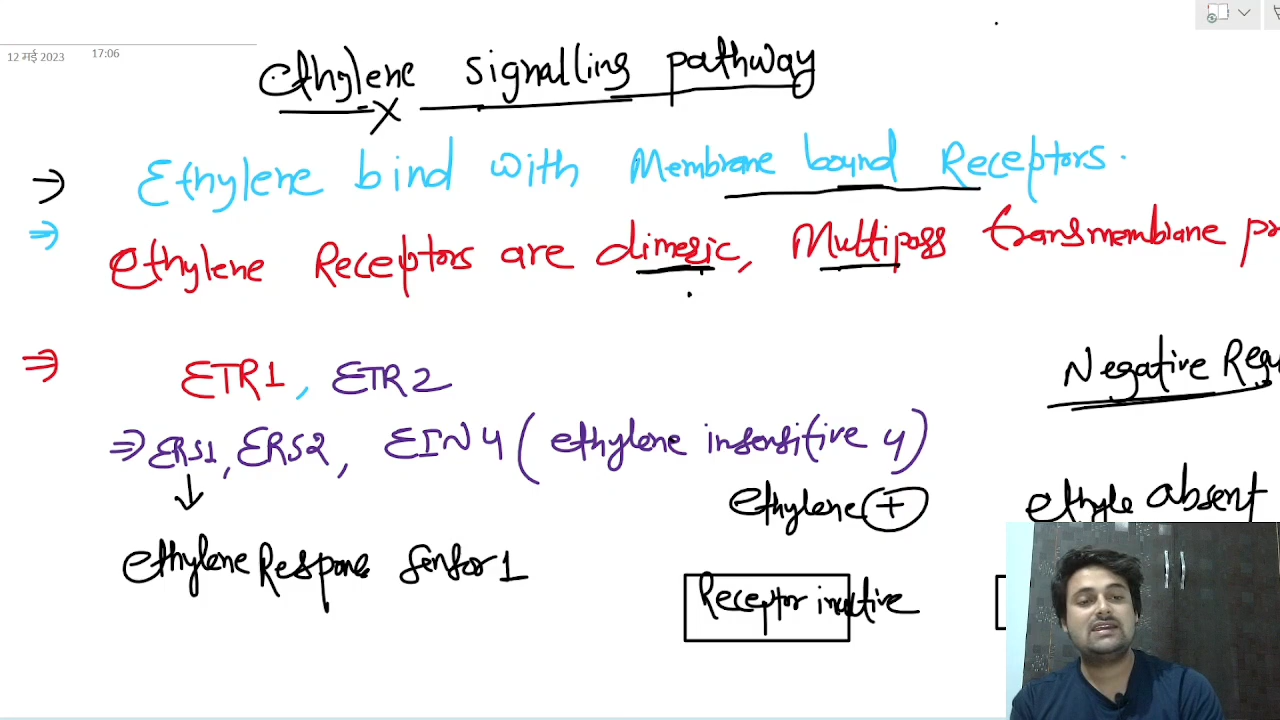 12 मई 2023 17:06
ethylene signalling pathway
Ethylene bind with Membrane bound Receptors.
ethylene Receptors are dimeric, Multipass transmembrane pr
ETR1, ETR2
Negative Regu
⇒ ERS1, ERS2, EIN4 (ethylene insensitive 4)
ethylene + ethyle absent
ethylene Response Sensor 1
Receptor inactive